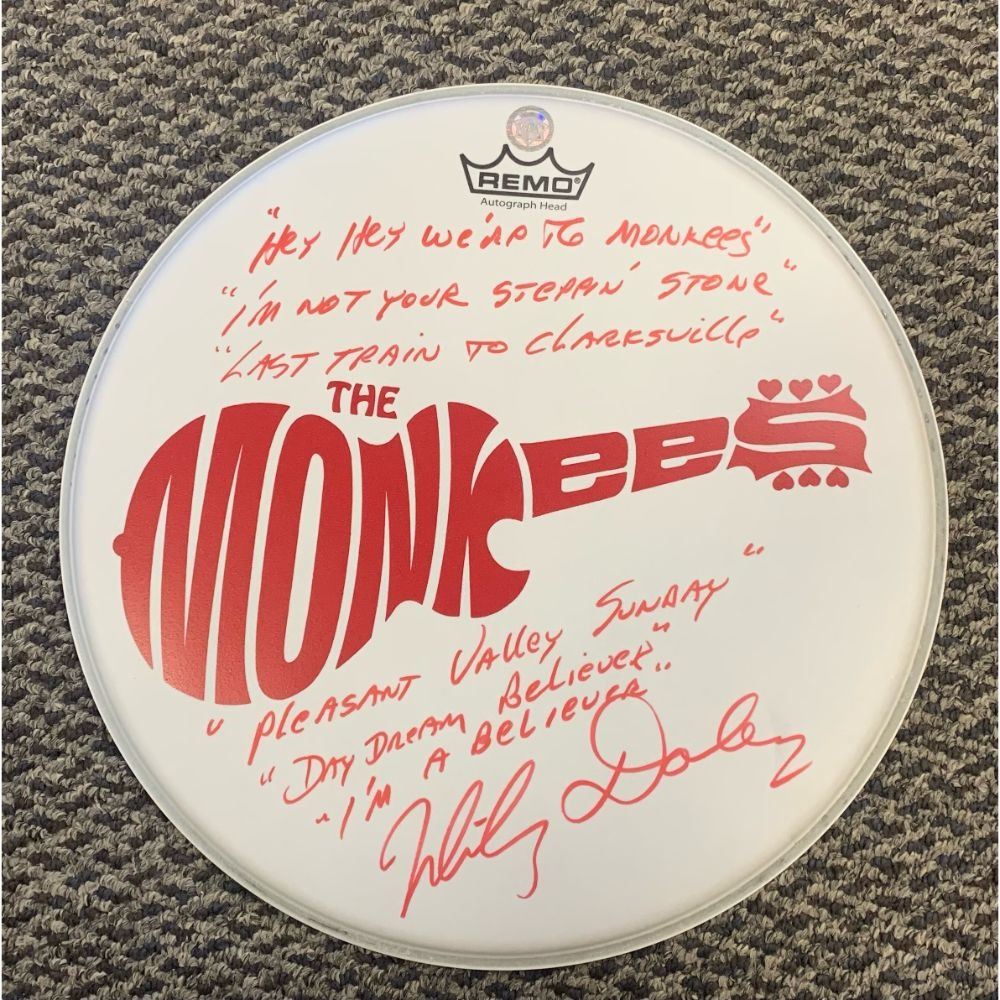 REMO®
Autograph Head
"Hey Hey we'Re The MONKees"
"I'M NOT YOUR STEPPIN' STONe"
"LAST TRAIN TO CLARKSVIlle"
THE
MONKeeS
"PleASANT VAlley SUNDAY"
"DAY DReAM BelieveR"
"I'M A BelieveR"
Micky Dolenz